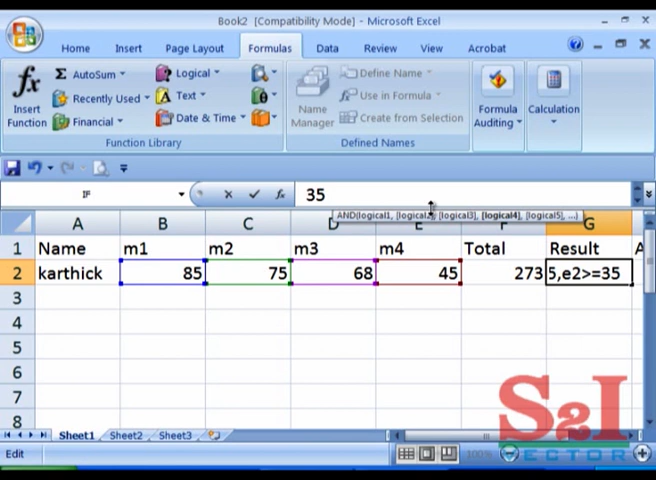 Book2 [Compatibility Mode] - Microsoft Excel
Home Insert Page Layout Formulas Data Review View Acrobat
fx Insert Function
Σ AutoSum
Recently Used
Financial
Logical
A Text
Date & Time
θ
Function Library
Name Manager
Define Name
Use in Formula
Create from Selection
Defined Names
Formula Auditing
Calculation
IF fx 35
AND(logical1, [logical2], [logical3], [logical4], [logical5], ...)
A B C D E F G H
1 Name m1 m2 m3 m4 Total Result A
2 karthick 85 75 68 45 273 5,e2>=35
3
4
5
6
7
8
Sheet1 Sheet2 Sheet3
Edit 100%
S2I
ECTOR